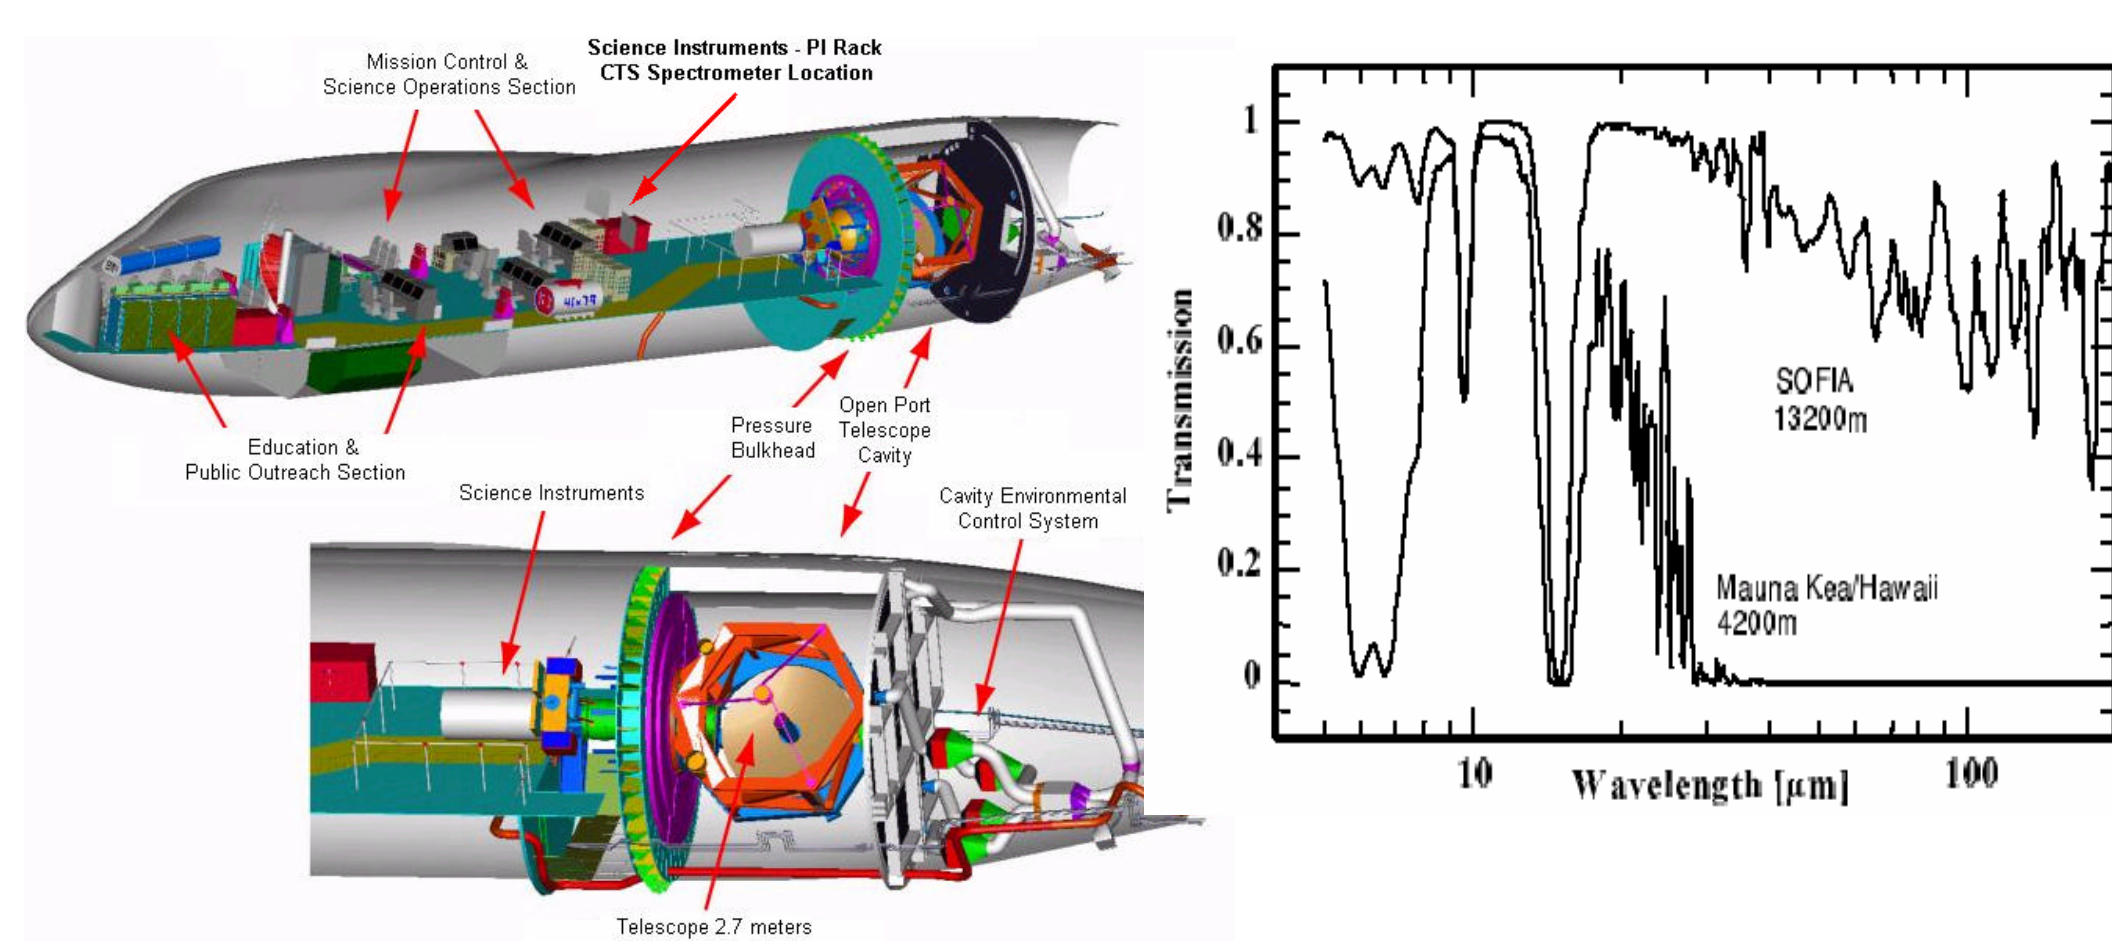 Science Instruments - PI Rack
CTS Spectrometer Location
Mission Control &
Science Operations Section
Education &
Public Outreach Section
Pressure
Bulkhead
Open Port
Telescope
Cavity
Science Instruments
Cavity Environmental
Control System
Telescope 2.7 meters
Transmission
1
0.8
0.6
0.4
0.2
0
SOFIA
13200m
Mauna Kea/Hawaii
4200m
10
100
Wavelength [μm]